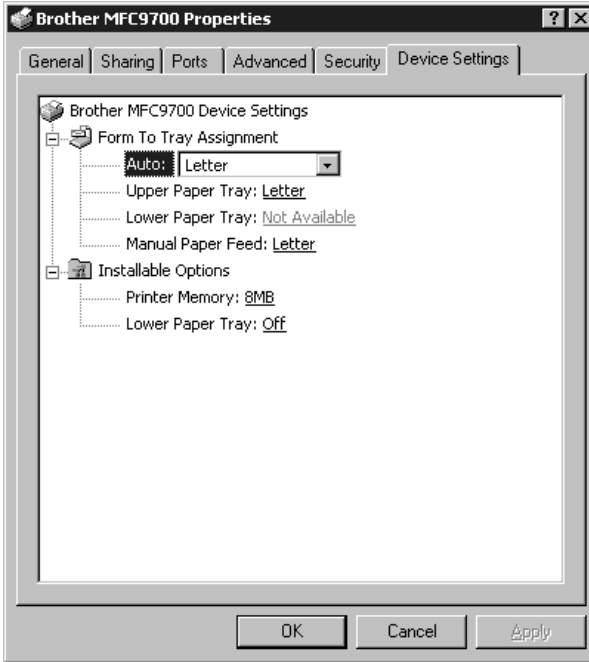 Brother MFC9700 Properties
General Sharing Ports Advanced Security Device Settings
Brother MFC9700 Device Settings
Form To Tray Assignment
Auto: Letter
Upper Paper Tray: Letter
Lower Paper Tray: Not Available
Manual Paper Feed: Letter
Installable Options
Printer Memory: 8MB
Lower Paper Tray: Off
OK Cancel Apply